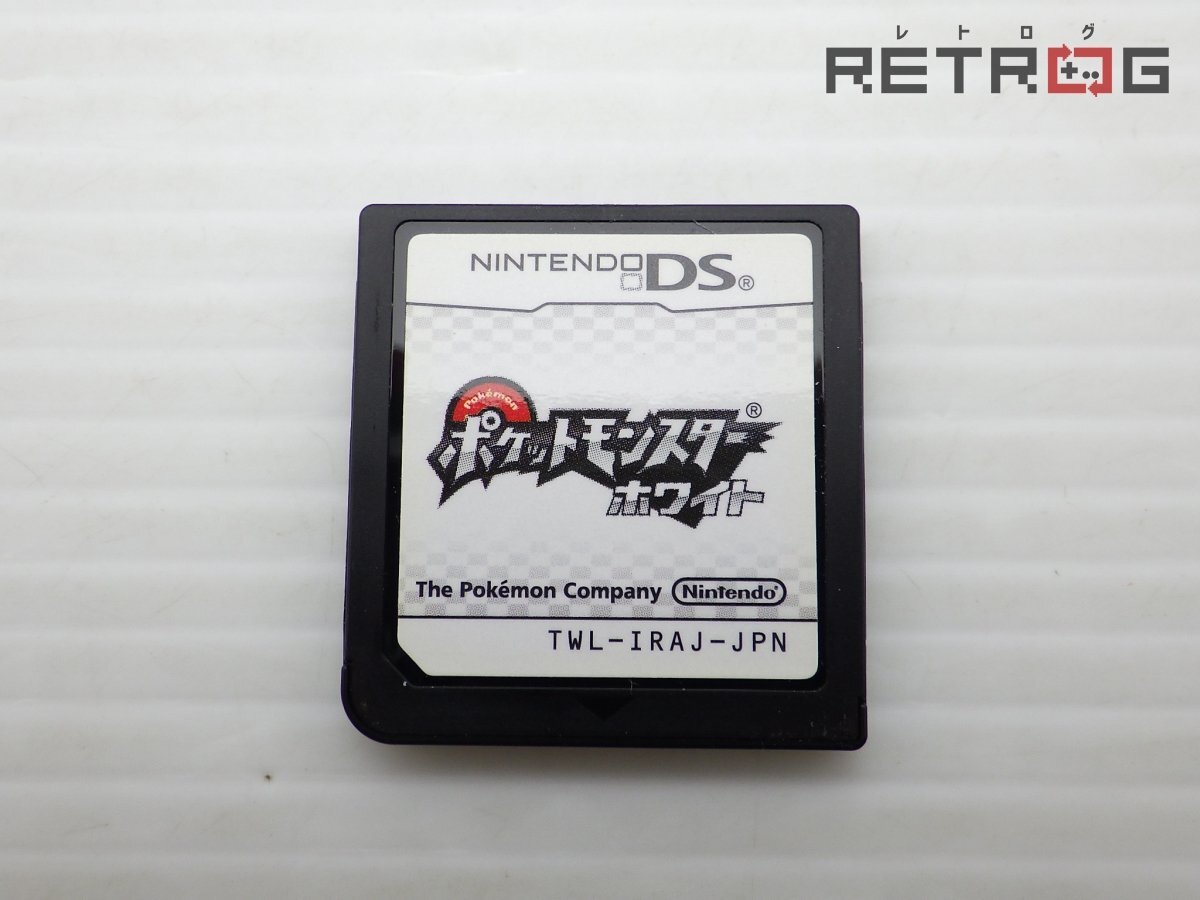 レトログ
RETROG
NINTENDO DS®
Pokémon
ポケットモンスター®
ホワイト
The Pokémon Company Nintendo®
TWL-IRAJ-JPN